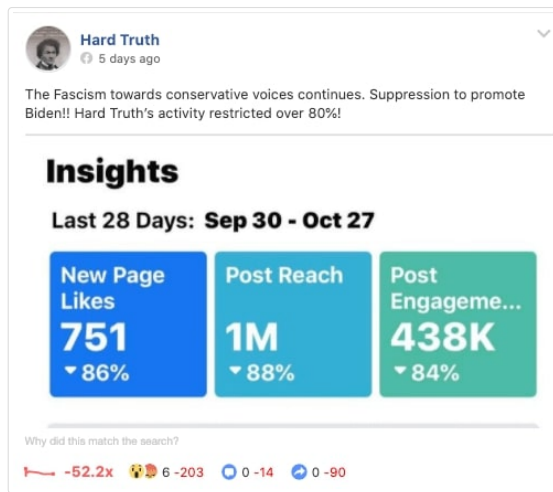 Hard Truth
5 days ago
The Fascism towards conservative voices continues. Suppression to promote
Biden!! Hard Truth's activity restricted over 80%!
Insights
Last 28 Days: Sep 30 - Oct 27
New Page
Likes
751
▼ 86%
Post Reach
1M
▼ 88%
Post
Engageme...
438K
▼ 84%
Why did this match the search?
-52.2x 6 -203 0 -14 0 -90